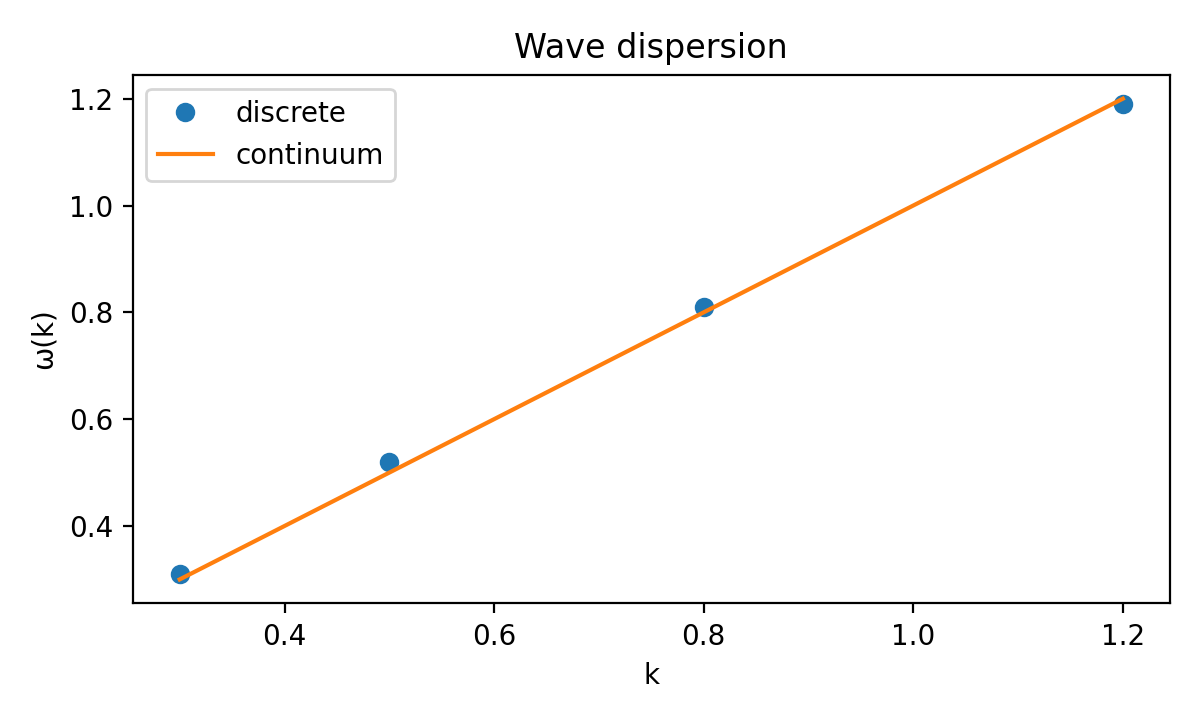 Wave dispersion
discrete
continuum
1.2
1.0
0.8
0.6
0.4
ω(k)
0.4 0.6 0.8 1.0 1.2
k